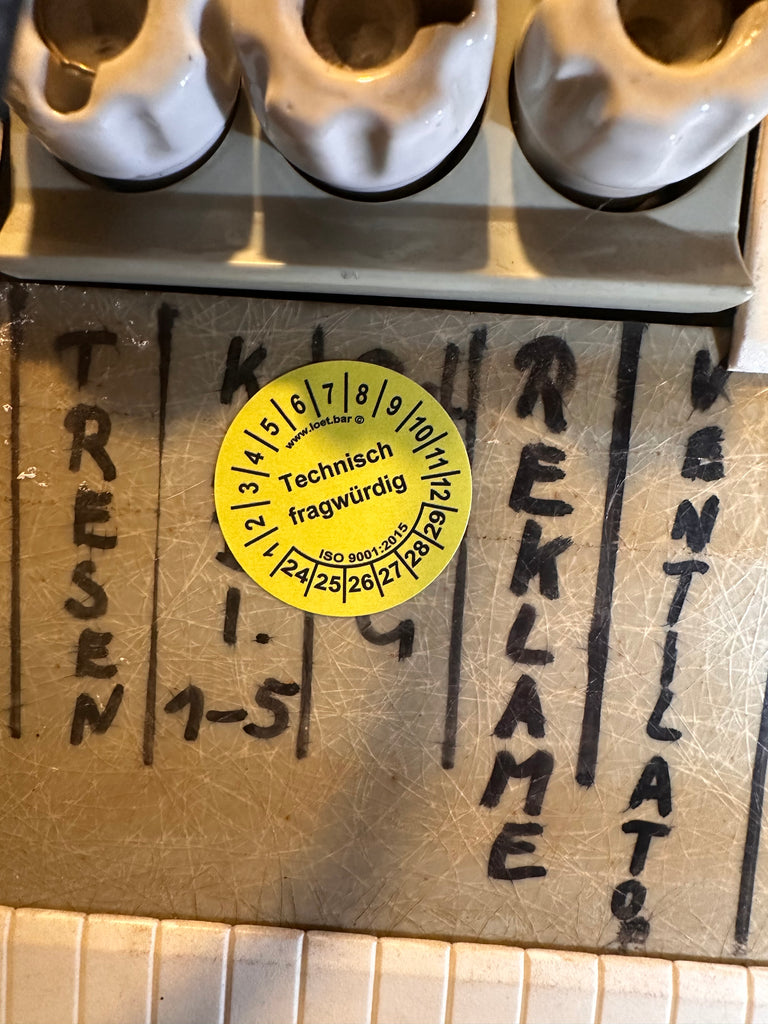 TRESEN
1-5
6 7 8 9
5 10
4 11
3 12
2
1
www.loet.bar ©
Technisch
fragwürdig
ISO 9001:2015
24 25 26 27 28 29
REKLAME
VENTILATOR